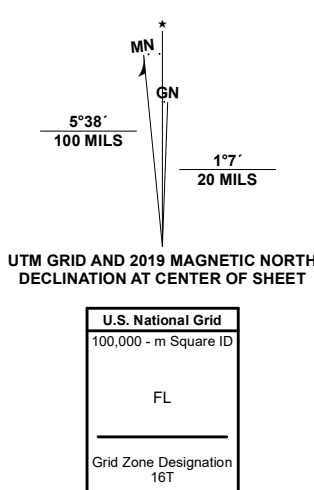 ★
MN
GN
5°38´
100 MILS
1°7´
20 MILS
UTM GRID AND 2019 MAGNETIC NORTH
DECLINATION AT CENTER OF SHEET
U.S. National Grid
100,000 - m Square ID
FL
Grid Zone Designation
16T